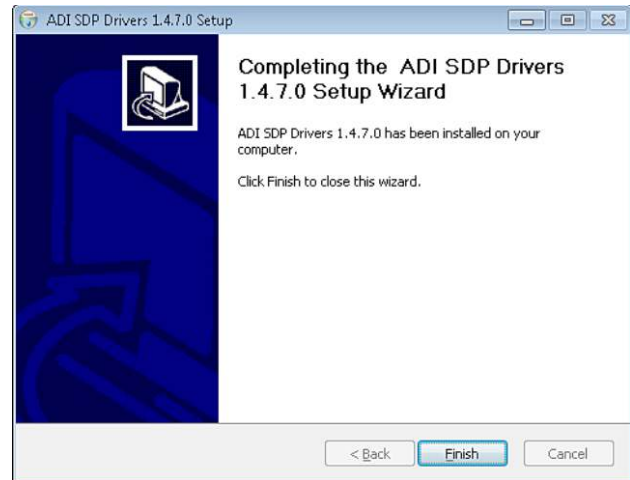 ADI SDP Drivers 1.4.7.0 Setup
Completing the ADI SDP Drivers
1.4.7.0 Setup Wizard
ADI SDP Drivers 1.4.7.0 has been installed on your
computer.
Click Finish to close this wizard.
< Back Finish Cancel